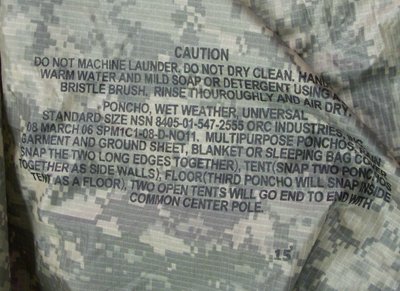 CAUTION
DO NOT MACHINE LAUNDER. DO NOT DRY CLEAN. HAND
WARM WATER AND MILD SOAP OR DETERGENT USING A
BRISTLE BRUSH. RINSE THOUROUGHLY AND AIR DRY.
PONCHO, WET WEATHER, UNIVERSAL
STANDARD SIZE NSN 8405-01-547-2555 ORC INDUSTRIES,
08 MARCH 06 SPM1C1-08-D-NO11. MULTIPURPOSE PONCHOS:
GARMENT AND GROUND SHEET, BLANKET OR SLEEPING BAG
SNAP THE TWO LONG EDGES TOGETHER), TENT(SNAP TWO PONCHOS
TOGETHER AS SIDE WALLS), FLOOR(THIRD PONCHO WILL SNAP INSIDE
TENT AS A FLOOR), TWO OPEN TENTS WILL GO END TO END WITH
COMMON CENTER POLE.
15